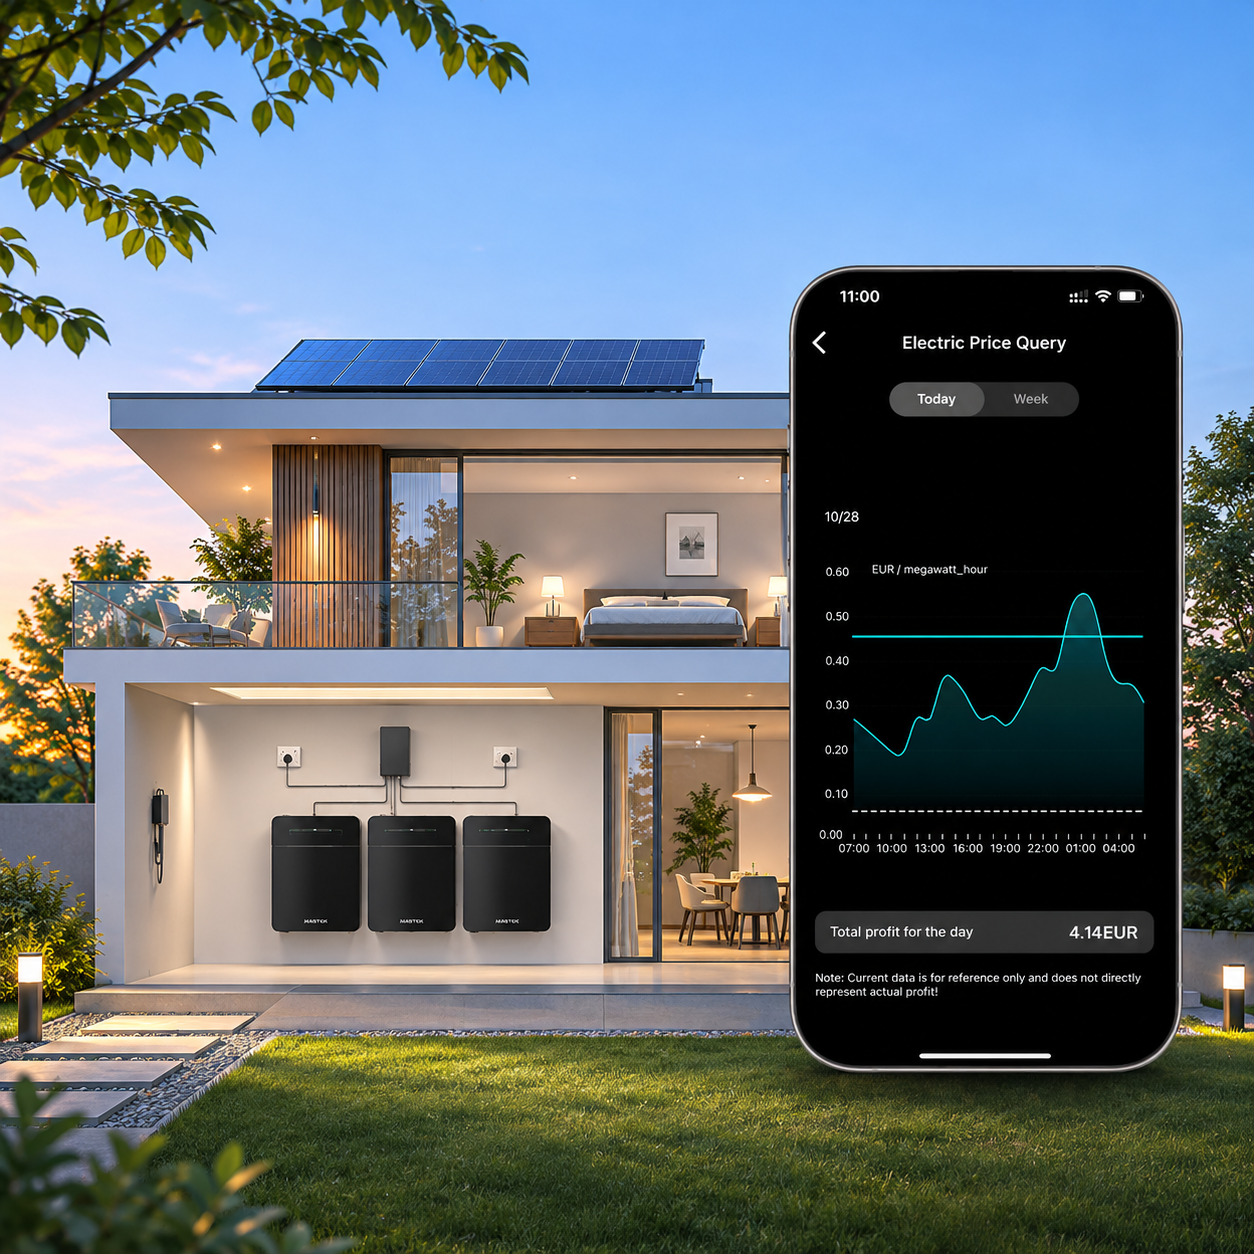 11:00
Electric Price Query
Today Week
10/28
EUR / megawatt_hour
0.60
0.50
0.40
0.30
0.20
0.10
0.00
07:00 10:00 13:00 16:00 19:00 22:00 01:00 04:00
Total profit for the day 4.14EUR
Note: Current data is for reference only and does not directly
represent actual profit!